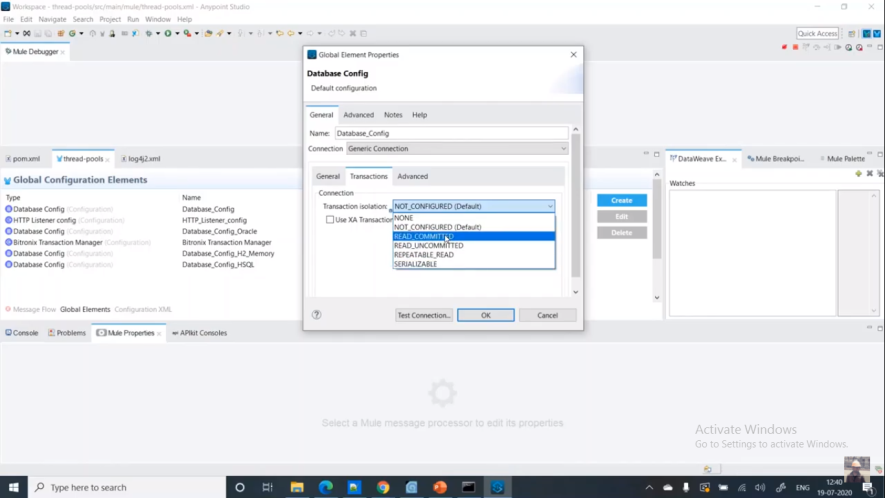 Workspace - thread-pools/src/main/mule/thread-pools.xml - Anypoint Studio
File Edit Navigate Search Project Run Window Help
Quick Access
Mule Debugger
Global Element Properties
Database Config
Default configuration
General Advanced Notes Help
Name: Database_Config
Connection Generic Connection
General Transactions Advanced
Connection
Transaction isolation: NOT_CONFIGURED (Default)
Use XA Transaction
NONE
NOT_CONFIGURED (Default)
READ_COMMITTED
READ_UNCOMMITTED
REPEATABLE_READ
SERIALIZABLE
Test Connection... OK Cancel
pom.xml thread-pools log4j2.xml
Global Configuration Elements
Type Name
Database Config (Configuration) Database_Config
HTTP Listener config (Configuration) HTTP_Listener_config
Database Config (Configuration) Database_Config_Oracle
Bitronix Transaction Manager (Configuration) Bitronix Transaction Manager
Database Config (Configuration) Database_Config_H2_Memory
Database Config (Configuration) Database_Config_HSQL
Create
Edit
Delete
Message Flow Global Elements Configuration XML
DataWeave Ex... Mule Breakpoi... Mule Palette
Watches
Console Problems Mule Properties APIkit Consoles
Select a Mule message processor to edit its properties
Activate Windows
Go to Settings to activate Windows.
Type here to search
ENG
12:40
19-07-2020